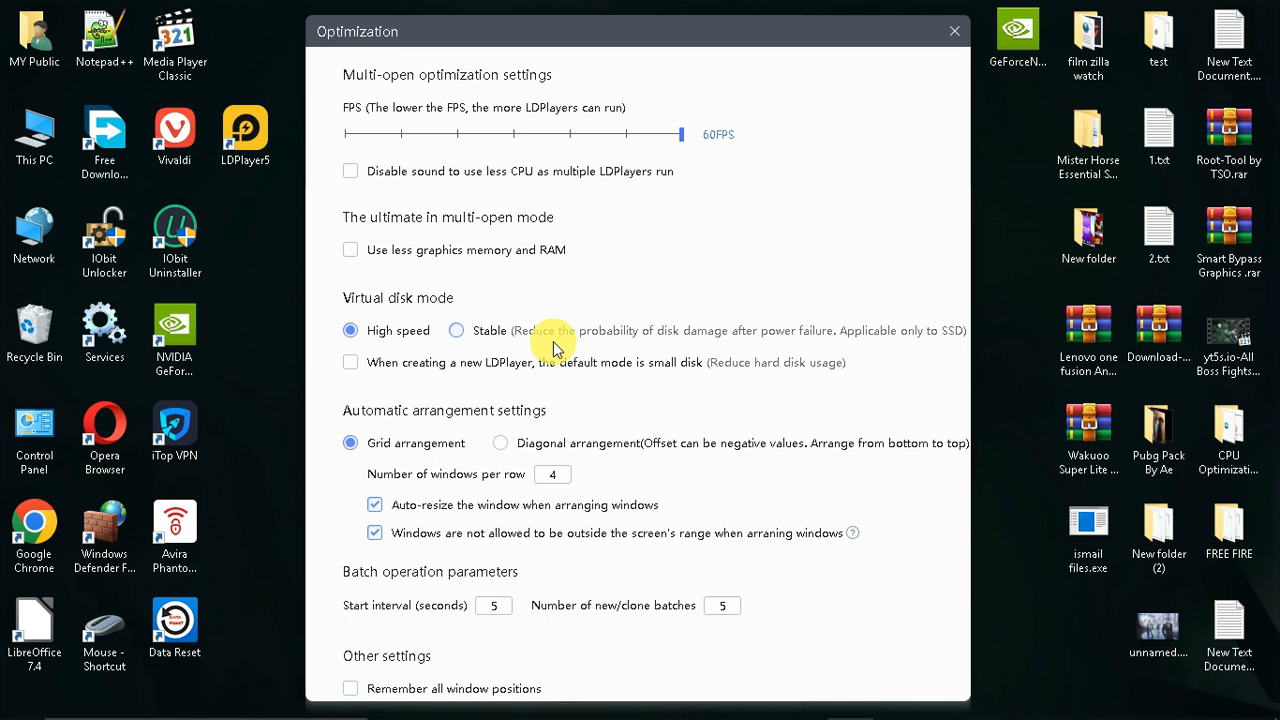 Optimization
Multi-open optimization settings
FPS (The lower the FPS, the more LDPlayers can run)
60FPS
Disable sound to use less CPU as multiple LDPlayers run
The ultimate in multi-open mode
Use less graphics memory and RAM
Virtual disk mode
High speed
Stable (Reduce the probability of disk damage after power failure. Applicable only to SSD)
When creating a new LDPlayer, the default mode is small disk (Reduce hard disk usage)
Automatic arrangement settings
Grid arrangement
Diagonal arrangement(Offset can be negative values. Arrange from bottom to top)
Number of windows per row 4
Auto-resize the window when arranging windows
Windows are not allowed to be outside the screen's range when arraning windows ?
Batch operation parameters
Start interval (seconds) 5 Number of new/clone batches 5
Other settings
Remember all window positions
MY Public
Notepad++
321
Media Player
Classic
This PC
Free
Downlo...
Vivaldi
LDPlayer5
Network
IObit
Unlocker
IObit
Uninstaller
Recycle Bin
Services
NVIDIA
GeFor...
Control
Panel
Opera
Browser
iTop VPN
Google
Chrome
Windows
Defender F...
Avira
Phanto...
LibreOffice
7.4
Mouse -
Shortcut
DATA RESET
Data Reset
GeForceN...
film zilla
watch
test
New Text
Document....
Mister Horse
Essential S...
1.txt
Root-Tool by
TSO.rar
New folder
2.txt
Smart Bypass
Graphics .rar
Lenovo one
fusion An...
Download-...
yt5s.io-All
Boss Fights...
Wakuoo
Super Lite ...
Pubg Pack
By Ae
CPU
Optimizati...
ismail
files.exe
New folder
(2)
FREE FIRE
unnamed....
New Text
Docume...